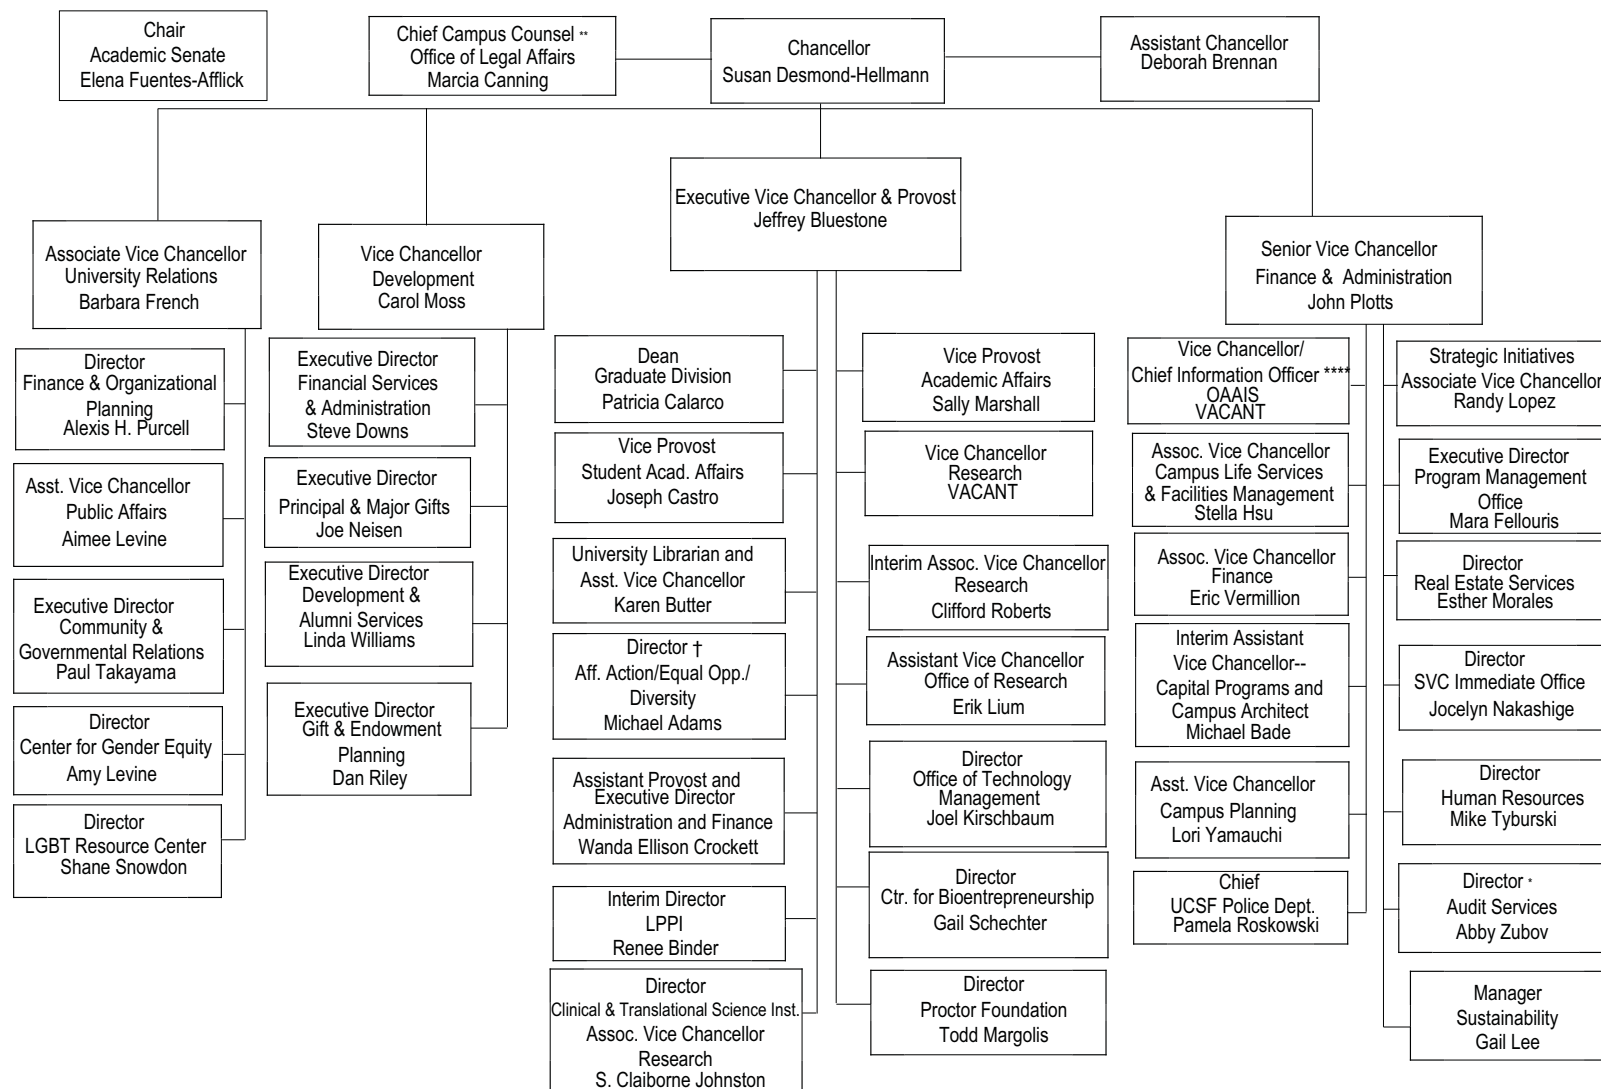 Chair
Academic Senate
Elena Fuentes-Afflick
Chief Campus Counsel **
Office of Legal Affairs
Marcia Canning
Chancellor
Susan Desmond-Hellmann
Assistant Chancellor
Deborah Brennan
Executive Vice Chancellor & Provost
Jeffrey Bluestone
Associate Vice Chancellor
University Relations
Barbara French
Vice Chancellor
Development
Carol Moss
Senior Vice Chancellor
Finance & Administration
John Plotts
Director
Finance & Organizational
Planning
Alexis H. Purcell
Asst. Vice Chancellor
Public Affairs
Aimee Levine
Executive Director
Community &
Governmental Relations
Paul Takayama
Director
Center for Gender Equity
Amy Levine
Director
LGBT Resource Center
Shane Snowdon
Executive Director
Financial Services
& Administration
Steve Downs
Executive Director
Principal & Major Gifts
Joe Neisen
Executive Director
Development &
Alumni Services
Linda Williams
Executive Director
Gift & Endowment
Planning
Dan Riley
Dean
Graduate Division
Patricia Calarco
Vice Provost
Student Acad. Affairs
Joseph Castro
University Librarian and
Asst. Vice Chancellor
Karen Butter
Director †
Aff. Action/Equal Opp./
Diversity
Michael Adams
Assistant Provost and
Executive Director
Administration and Finance
Wanda Ellison Crockett
Interim Director
LPPI
Renee Binder
Director
Clinical & Translational Science Inst.
Assoc. Vice Chancellor
Research
S. Claiborne Johnston
Vice Provost
Academic Affairs
Sally Marshall
Vice Chancellor
Research
VACANT
Interim Assoc. Vice Chancellor
Research
Clifford Roberts
Assistant Vice Chancellor
Office of Research
Erik Lium
Director
Office of Technology
Management
Joel Kirschbaum
Director
Ctr. for Bioentrepreneurship
Gail Schechter
Director
Proctor Foundation
Todd Margolis
Vice Chancellor/
Chief Information Officer ****
OAAIS
VACANT
Assoc. Vice Chancellor
Campus Life Services
& Facilities Management
Stella Hsu
Assoc. Vice Chancellor
Finance
Eric Vermillion
Interim Assistant
Vice Chancellor--
Capital Programs and
Campus Architect
Michael Bade
Asst. Vice Chancellor
Campus Planning
Lori Yamauchi
Chief
UCSF Police Dept.
Pamela Roskowski
Strategic Initiatives
Associate Vice Chancellor
Randy Lopez
Executive Director
Program Management
Office
Mara Fellouris
Director
Real Estate Services
Esther Morales
Director
SVC Immediate Office
Jocelyn Nakashige
Director
Human Resources
Mike Tyburski
Director *
Audit Services
Abby Zubov
Manager
Sustainability
Gail Lee